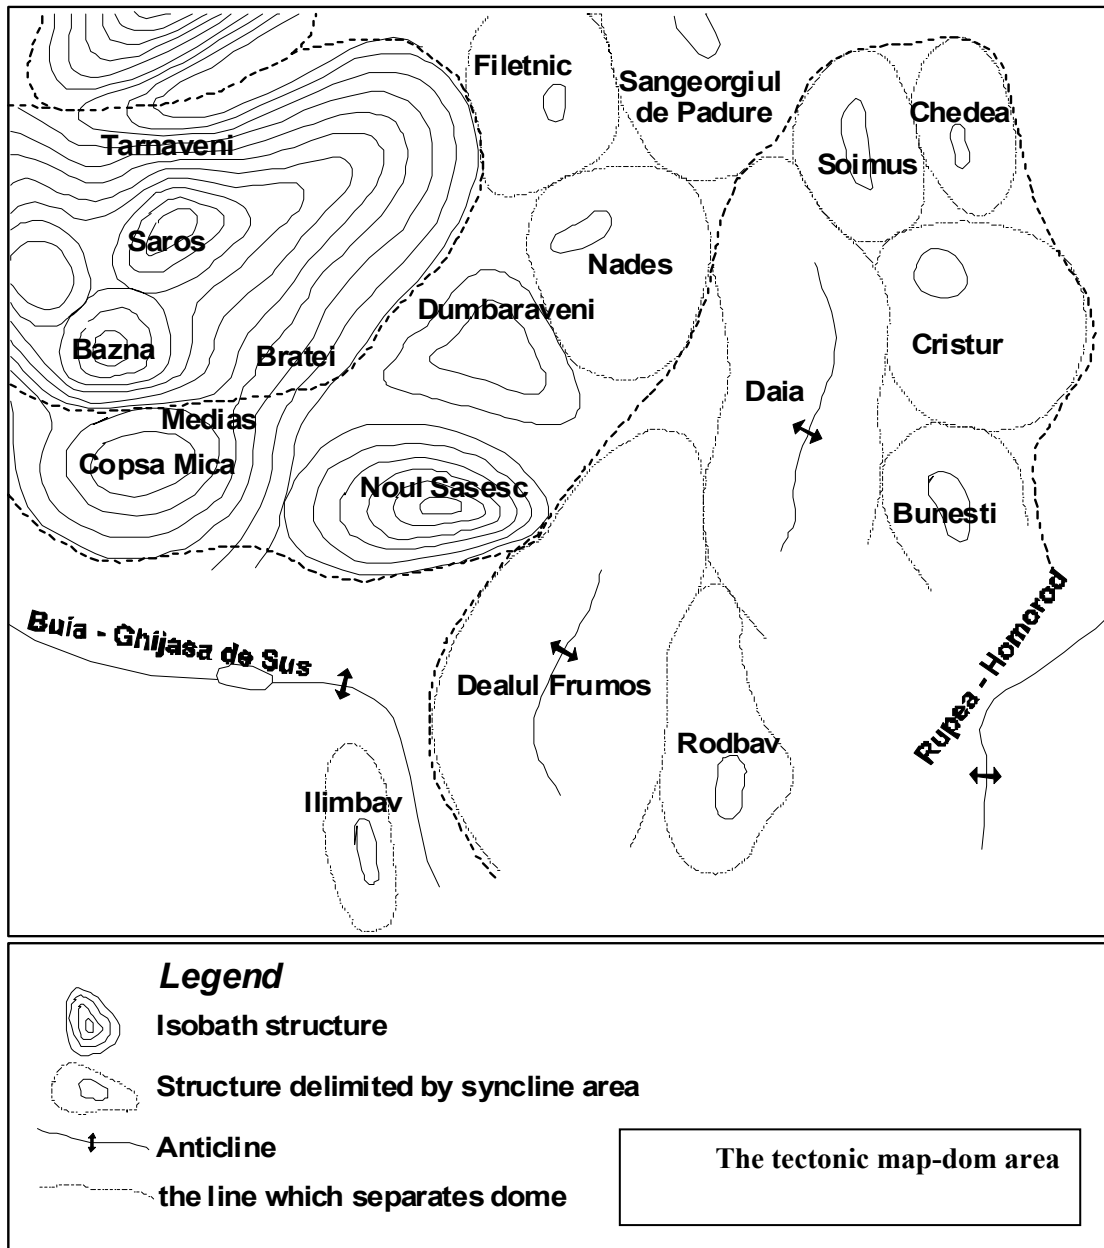 Filetnic
Sangeorgiul
de Padure
Chedea
Tarnaveni
Soimus
Saros
Nades
Dumbaraveni
Cristur
Bazna
Bratei
Daia
Medias
Copsa Mica
Noul Sasesc
Bunesti
Buia - Ghijasa de Sus
Rupea - Homorod
Dealul Frumos
Rodbav
Ilimbav
Legend
Isobath structure
Structure delimited by syncline area
Anticline
the line which separates dome
The tectonic map-dom area